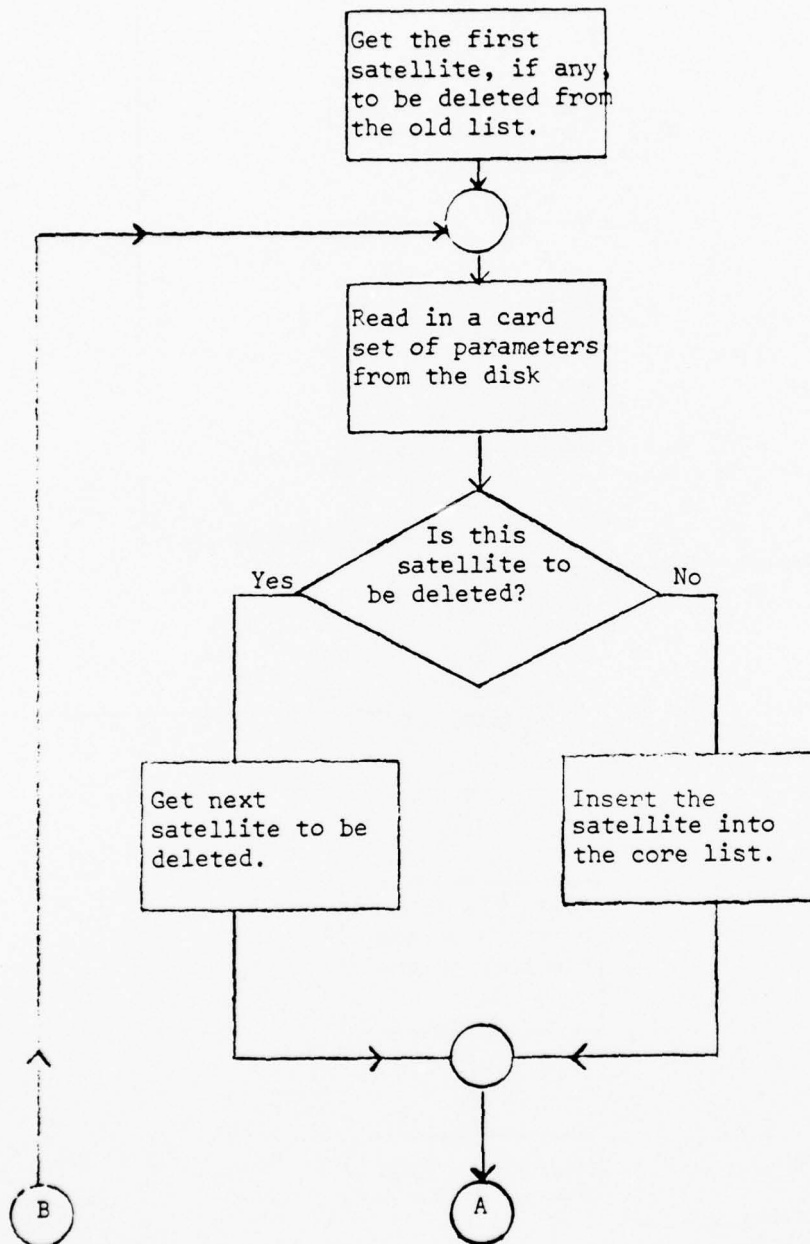 Get the first
satellite, if any,
to be deleted from
the old list.
Read in a card
set of parameters
from the disk
Is this
satellite to
be deleted?
Yes
No
Get next
satellite to be
deleted.
Insert the
satellite into
the core list.
B
A